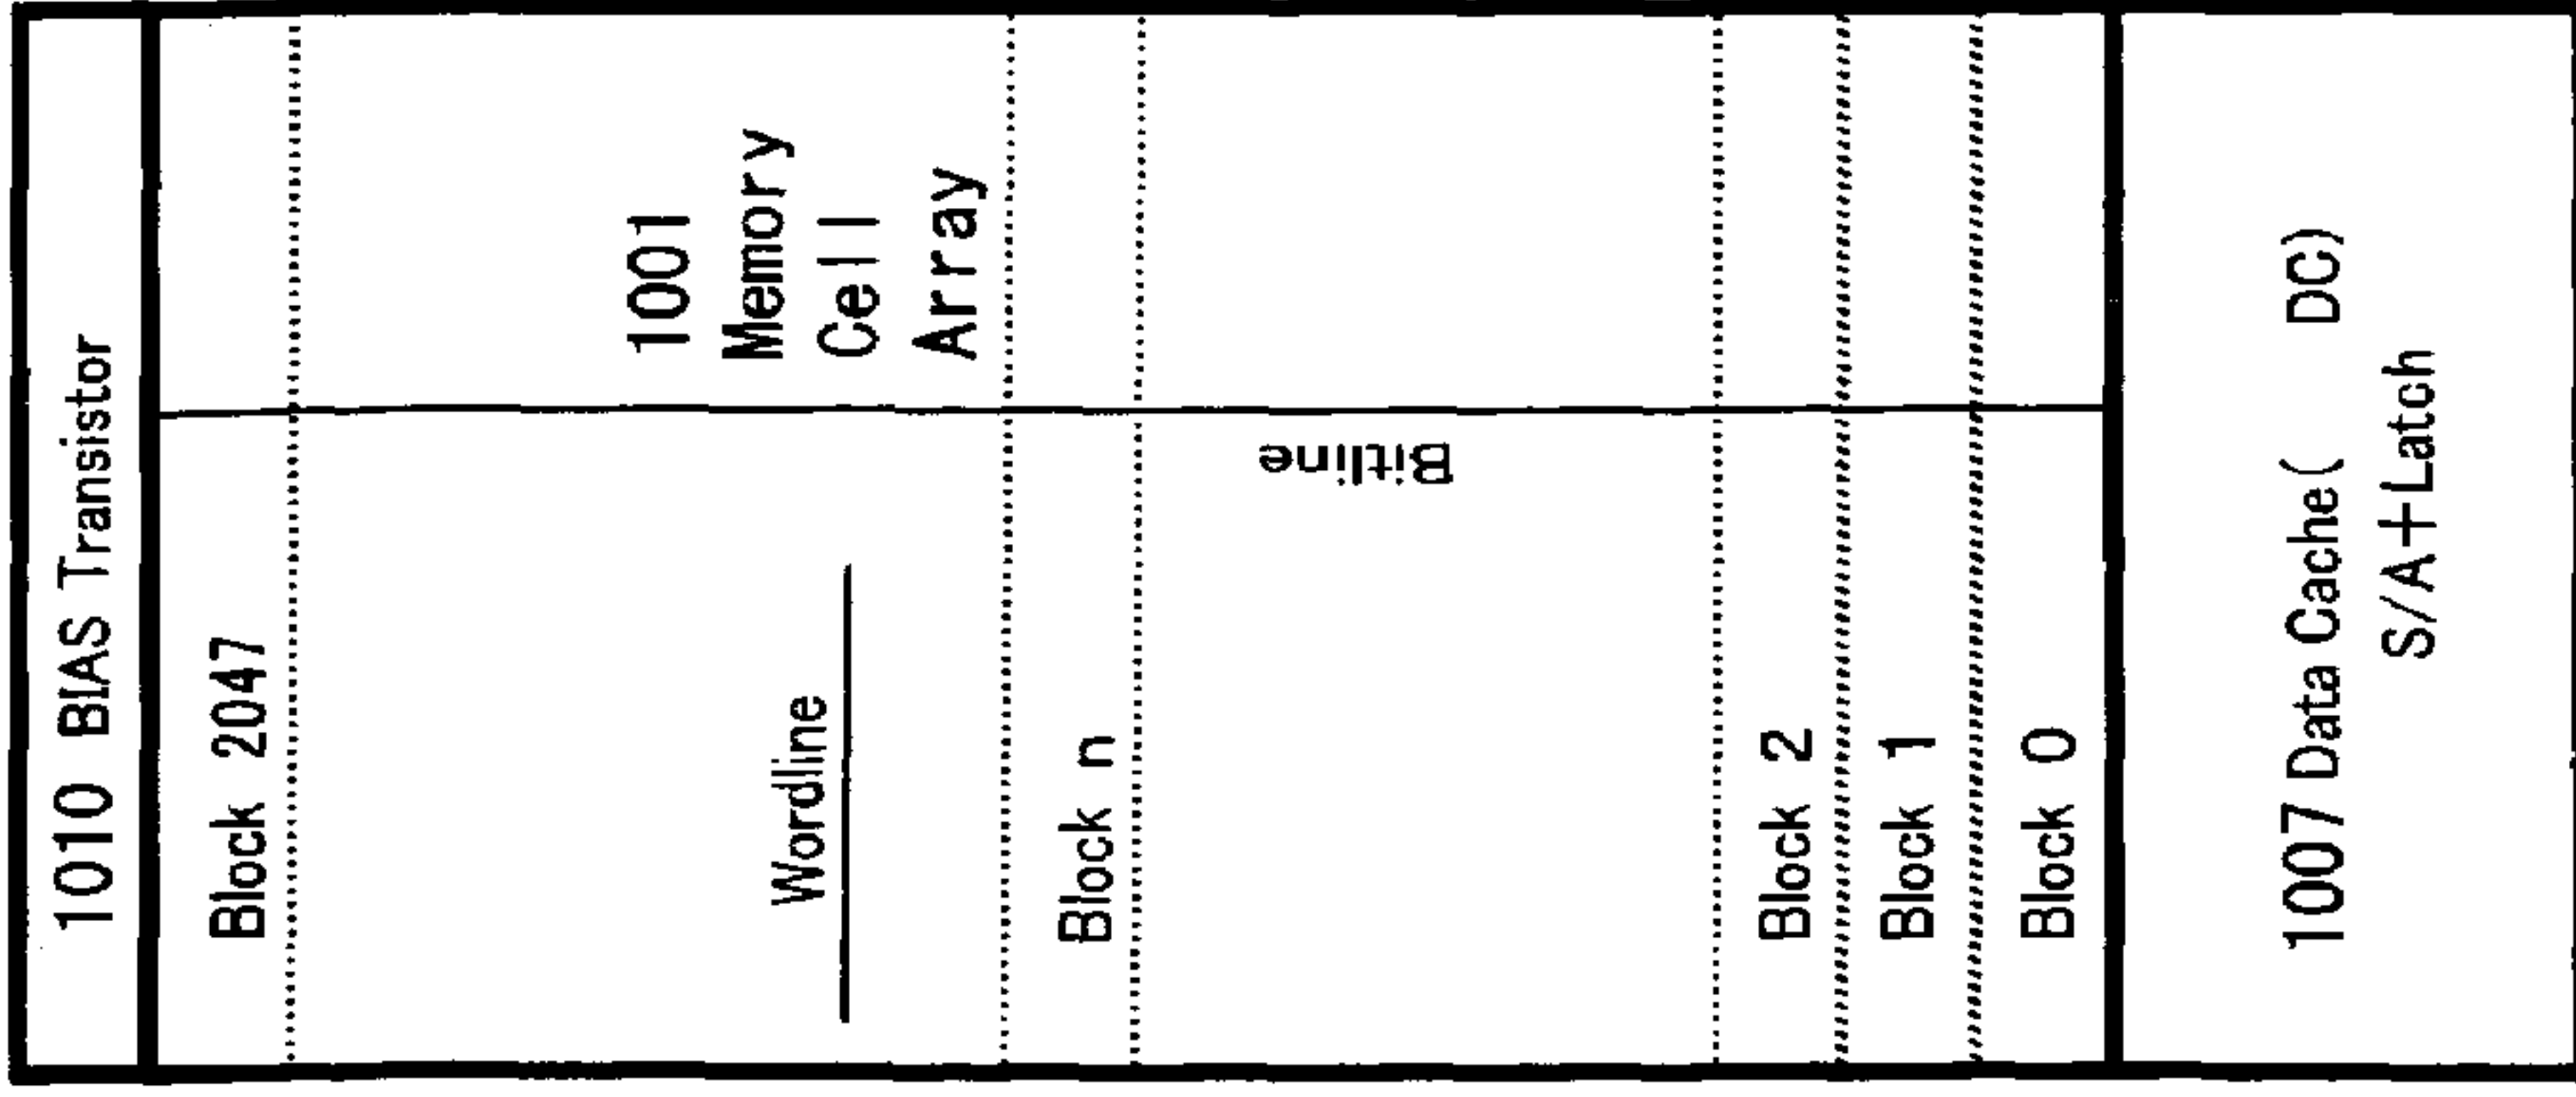 1010 BIAS Transistor
Block 2047
1001
Memory
Cell
Array
Wordline
Block n
Bitline
Block 2
Block 1
Block 0
1007 Data Cache( DC)
S/A+Latch